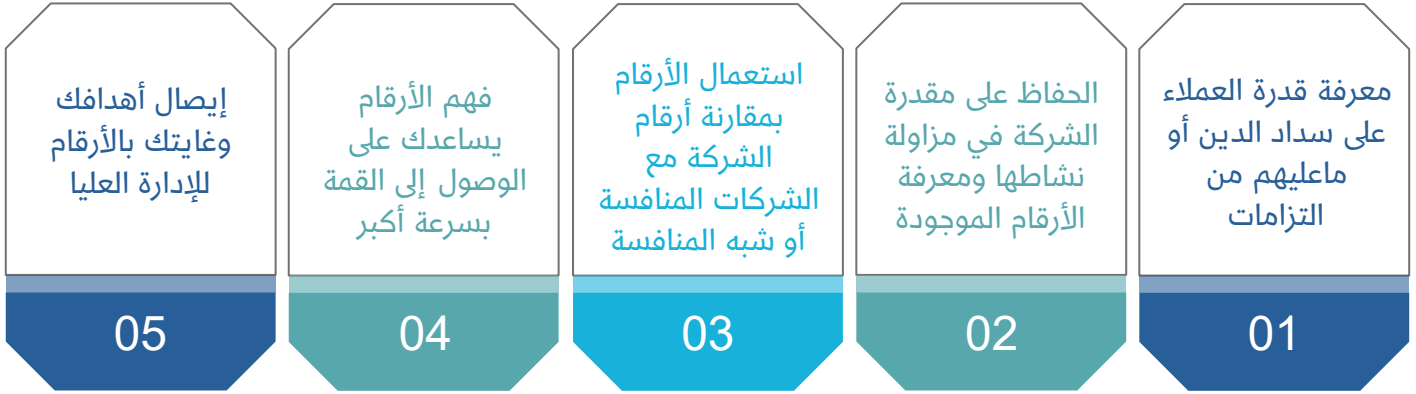 معرفة قدرة العملاء
على سداد الدين أو
ماعليهم من
التزامات
01
الحفاظ على مقدرة
الشركة في مزاولة
نشاطها ومعرفة
الأرقام الموجودة
02
استعمال الأرقام
بمقارنة أرقام
الشركة مع
الشركات المنافسة
أو شبه المنافسة
03
فهم الأرقام
يساعدك على
الوصول إلى القمة
بسرعة أكبر
04
إيصال أهدافك
وغايتك بالأرقام
للإدارة العليا
05